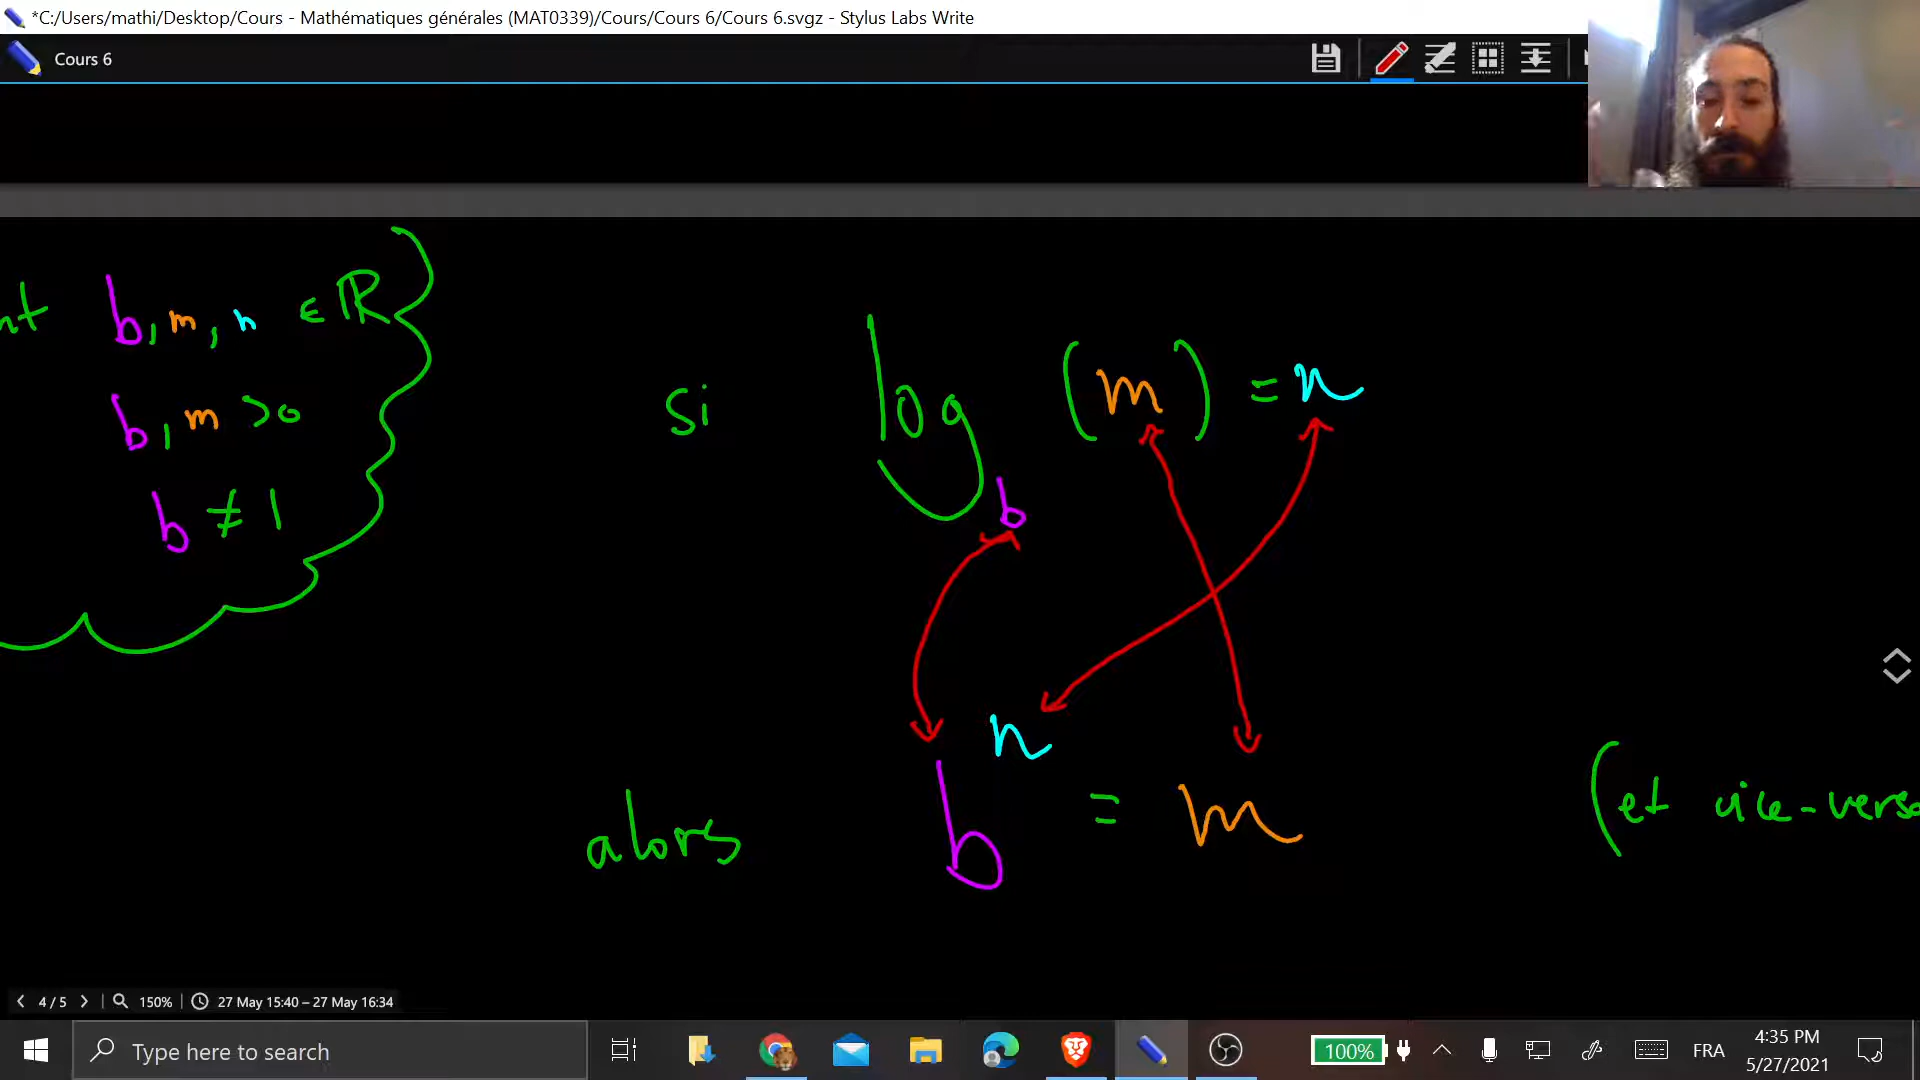 *C:/Users/mathi/Desktop/Cours - Mathématiques générales (MAT0339)/Cours/Cours 6/Cours 6.svgz - Stylus Labs Write
Cours 6
b, m, n ∈ ℝ
b, m > 0
b ≠ 1
si log_b (m) = n
alors b^n = m
(et vice-versa
4 / 5
150%
27 May 15:40 – 27 May 16:34
Type here to search
100%
FRA
4:35 PM
5/27/2021